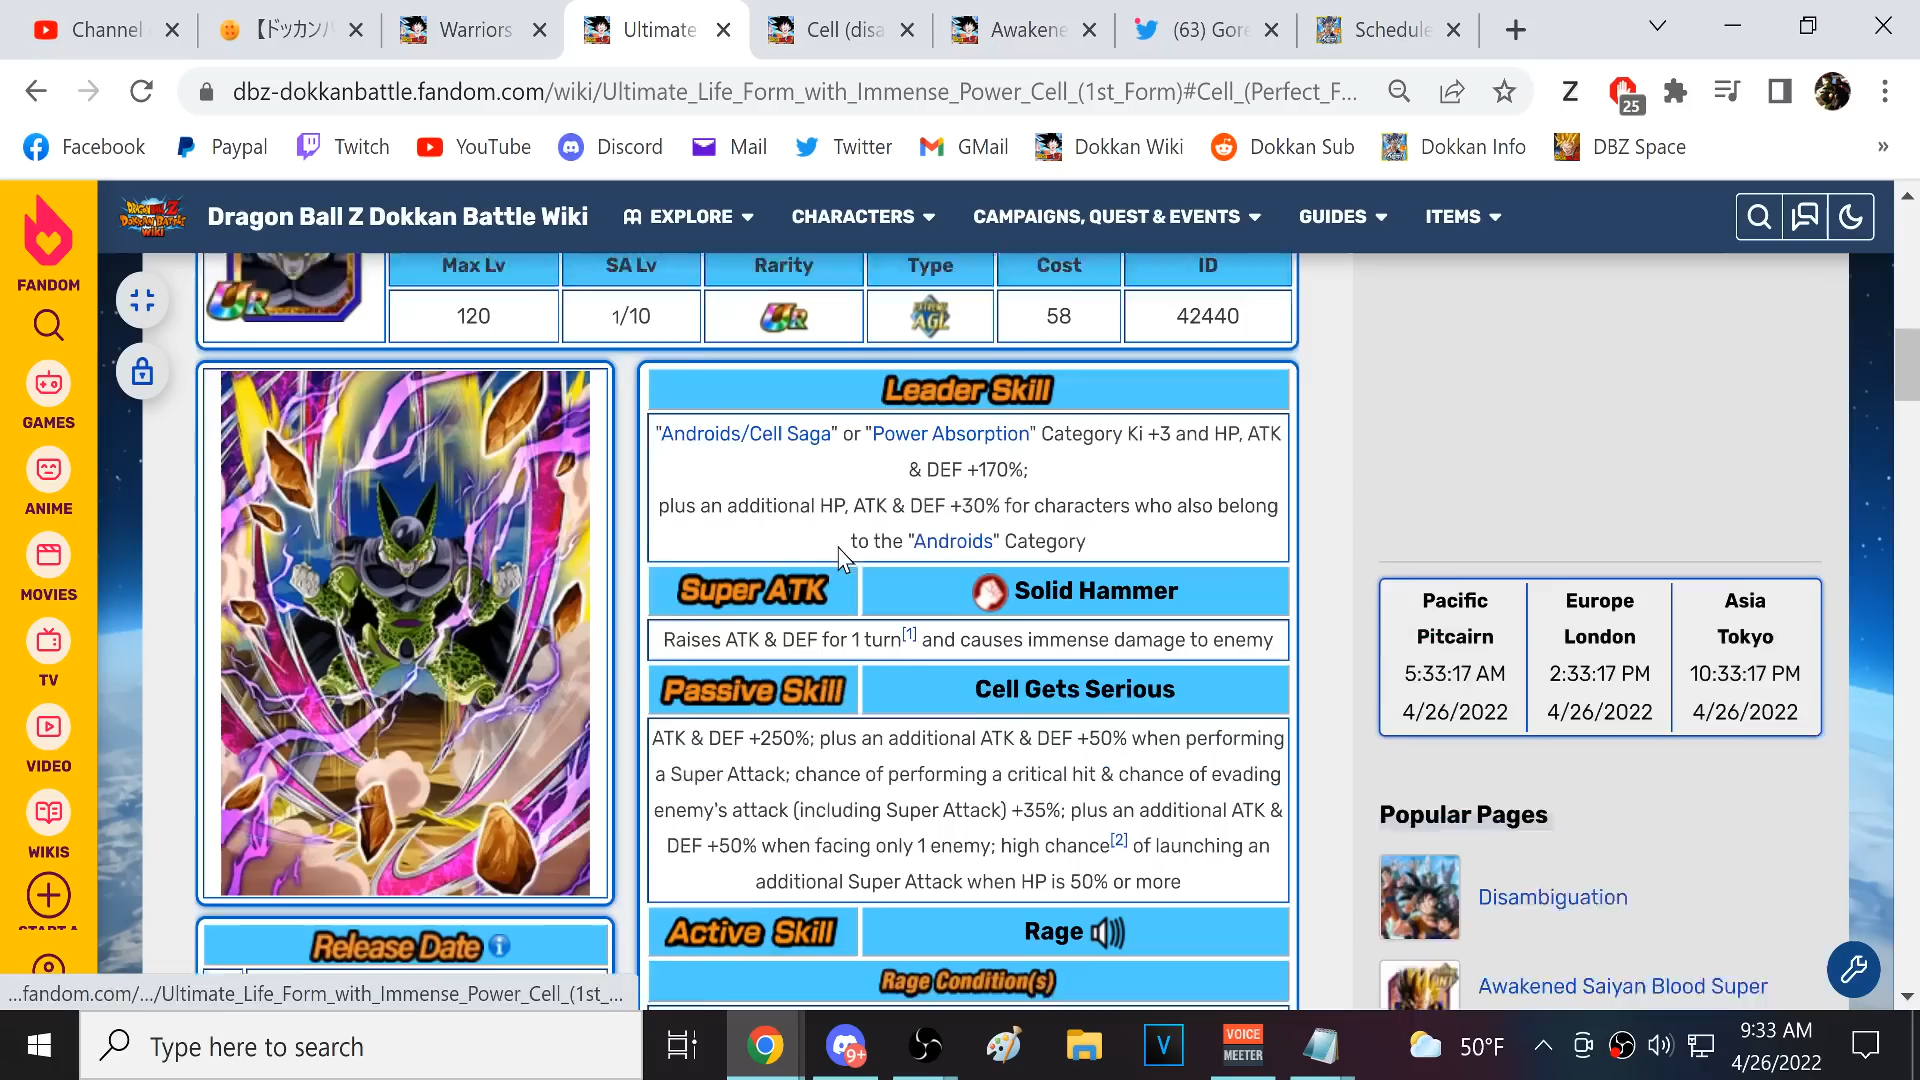 Channel
【ドッカンバ
Warriors
Ultimate
Cell (disa
Awakene
(63) Gore
Schedule
dbz-dokkanbattle.fandom.com/wiki/Ultimate_Life_Form_with_Immense_Power_Cell_(1st_Form)#Cell_(Perfect_F...
Z
25
Facebook
Paypal
Twitch
YouTube
Discord
Mail
Twitter
GMail
Dokkan Wiki
Dokkan Sub
Dokkan Info
DBZ Space
»
Dragon Ball Z Dokkan Battle Wiki
EXPLORE
CHARACTERS
CAMPAIGNS, QUEST & EVENTS
GUIDES
ITEMS
FANDOM
GAMES
ANIME
MOVIES
TV
VIDEO
WIKIS
START A
UR
Max Lv
SA Lv
Rarity
Type
Cost
ID
120
1/10
UR
EXTREME AGL
58
42440
Leader Skill
"Androids/Cell Saga" or "Power Absorption" Category Ki +3 and HP, ATK
& DEF +170%;
plus an additional HP, ATK & DEF +30% for characters who also belong
to the "Androids" Category
Super ATK
Solid Hammer
Raises ATK & DEF for 1 turn[1] and causes immense damage to enemy
Passive Skill
Cell Gets Serious
ATK & DEF +250%; plus an additional ATK & DEF +50% when performing
a Super Attack; chance of performing a critical hit & chance of evading
enemy's attack (including Super Attack) +35%; plus an additional ATK &
DEF +50% when facing only 1 enemy; high chance[2] of launching an
additional Super Attack when HP is 50% or more
Active Skill
Rage
Rage Condition(s)
Release Date
Pacific
Pitcairn
5:33:17 AM
4/26/2022
Europe
London
2:33:17 PM
4/26/2022
Asia
Tokyo
10:33:17 PM
4/26/2022
Popular Pages
Disambiguation
Awakened Saiyan Blood Super
...fandom.com/.../Ultimate_Life_Form_with_Immense_Power_Cell_(1st_...
Type here to search
9+
V
VOICE
MEETER
50°F
9:33 AM
4/26/2022